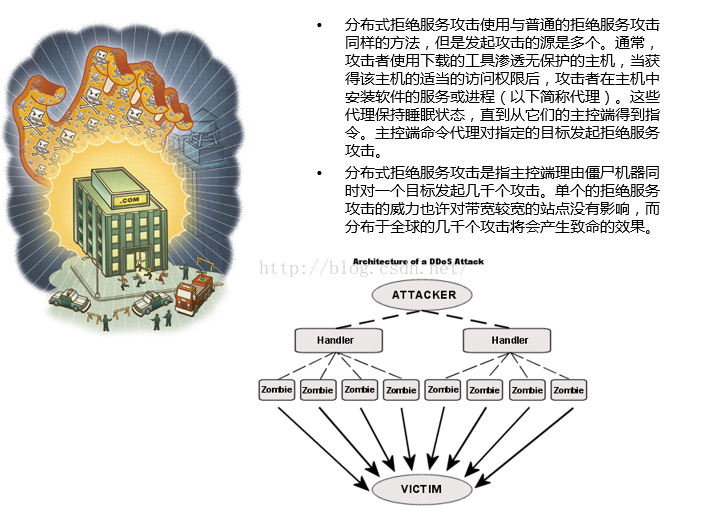 • 分布式拒绝服务攻击使用与普通的拒绝服务攻击
同样的方法，但是发起攻击的源是多个。通常，
攻击者使用下载的工具渗透无保护的主机，当获
得该主机的适当的访问权限后，攻击者在主机中
安装软件的服务或进程（以下简称代理）。这些
代理保持睡眠状态，直到从它们的主控端得到指
令。主控端命令代理对指定的目标发起拒绝服务
攻击。
• 分布式拒绝服务攻击是指主控端理由僵尸机器同
时对一个目标发起几千个攻击。单个的拒绝服务
攻击的威力也许对带宽较宽的站点没有影响，而
分布于全球的几千个攻击将会产生致命的效果。
.COM
http://blog.csdn.net/
Architecture of a DDoS Attack
ATTACKER
Handler Handler
Zombie Zombie Zombie Zombie Zombie Zombie Zombie Zombie
VICTIM